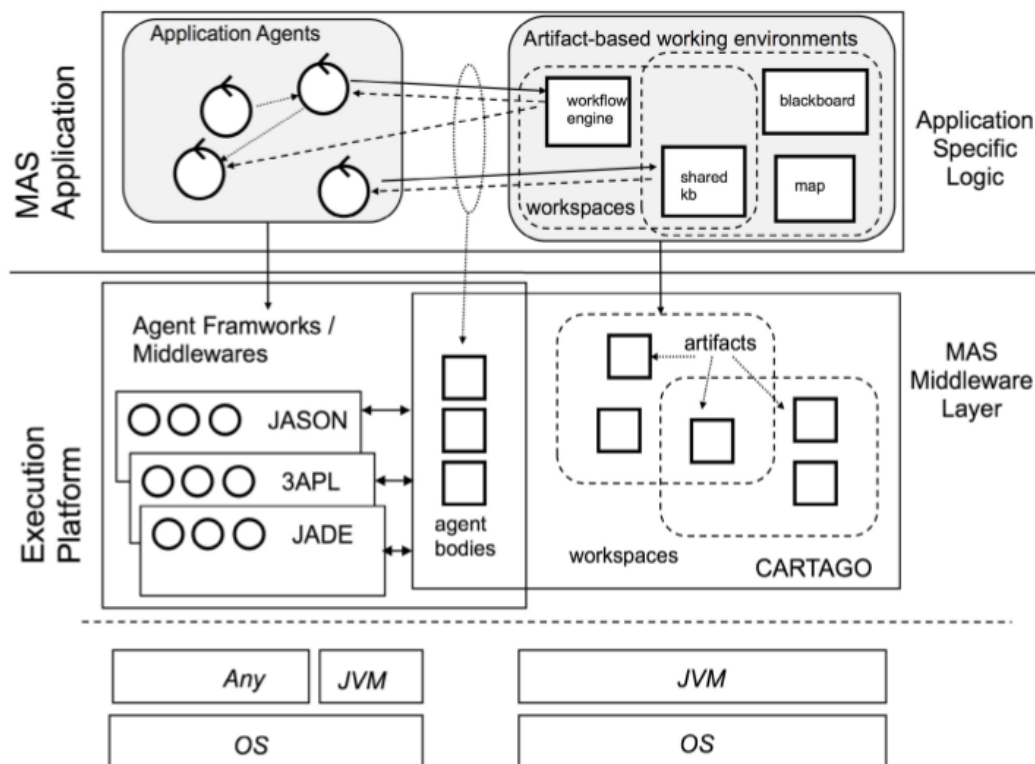 MAS
Application
Application Agents
Artifact-based working environments
workflow
engine
blackboard
shared
kb
map
workspaces
Application
Specific
Logic
Execution
Platform
Agent Framworks /
Middlewares
JASON
3APL
JADE
agent
bodies
artifacts
workspaces
CARTAGO
MAS
Middleware
Layer
Any
JVM
JVM
OS
OS